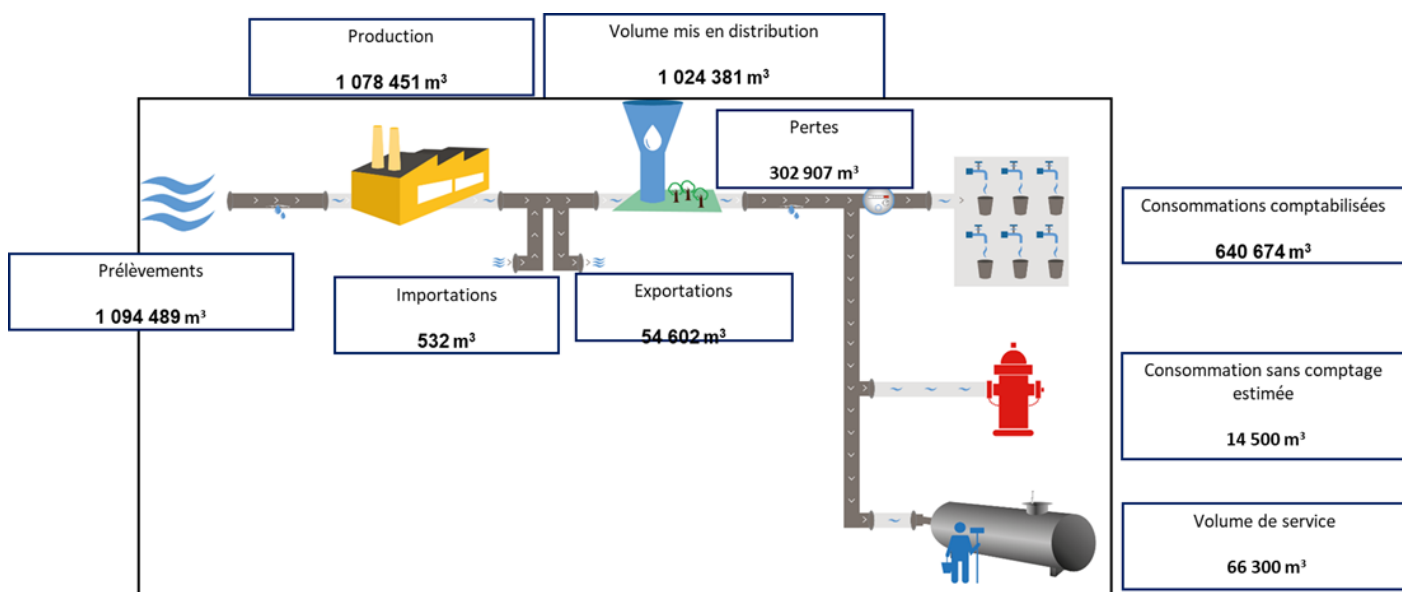 Production
1 078 451 m³
Volume mis en distribution
1 024 381 m³
Pertes
302 907 m³
Consommations comptabilisées
640 674 m³
Prélèvements
1 094 489 m³
Importations
532 m³
Exportations
54 602 m³
Consommation sans comptage
estimée
14 500 m³
Volume de service
66 300 m³